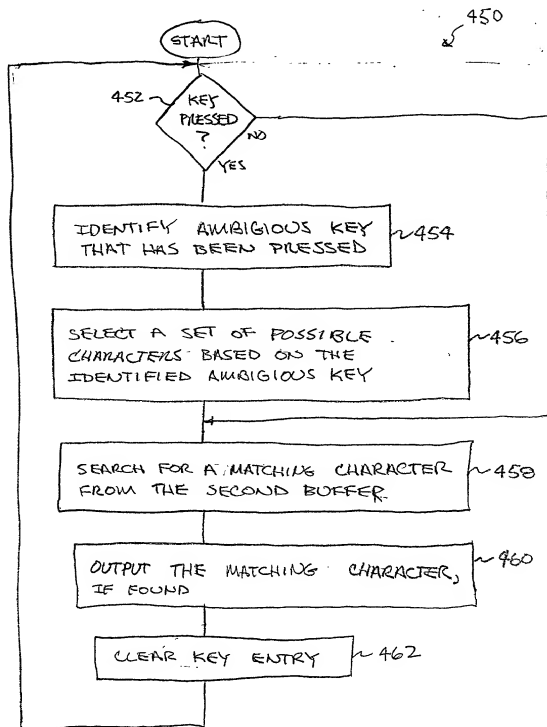 450
START
452
KEY
PRESSED
?
NO
YES
IDENTIFY AMBIGIOUS KEY
THAT HAS BEEN PRESSED
454
SELECT A SET OF POSSIBLE
CHARACTERS BASED ON THE
IDENTIFIED AMBIGIOUS KEY
456
SEARCH FOR A MATCHING CHARACTER
FROM THE SECOND BUFFER.
458
OUTPUT THE MATCHING CHARACTER,
IF FOUND
460
CLEAR KEY ENTRY
462